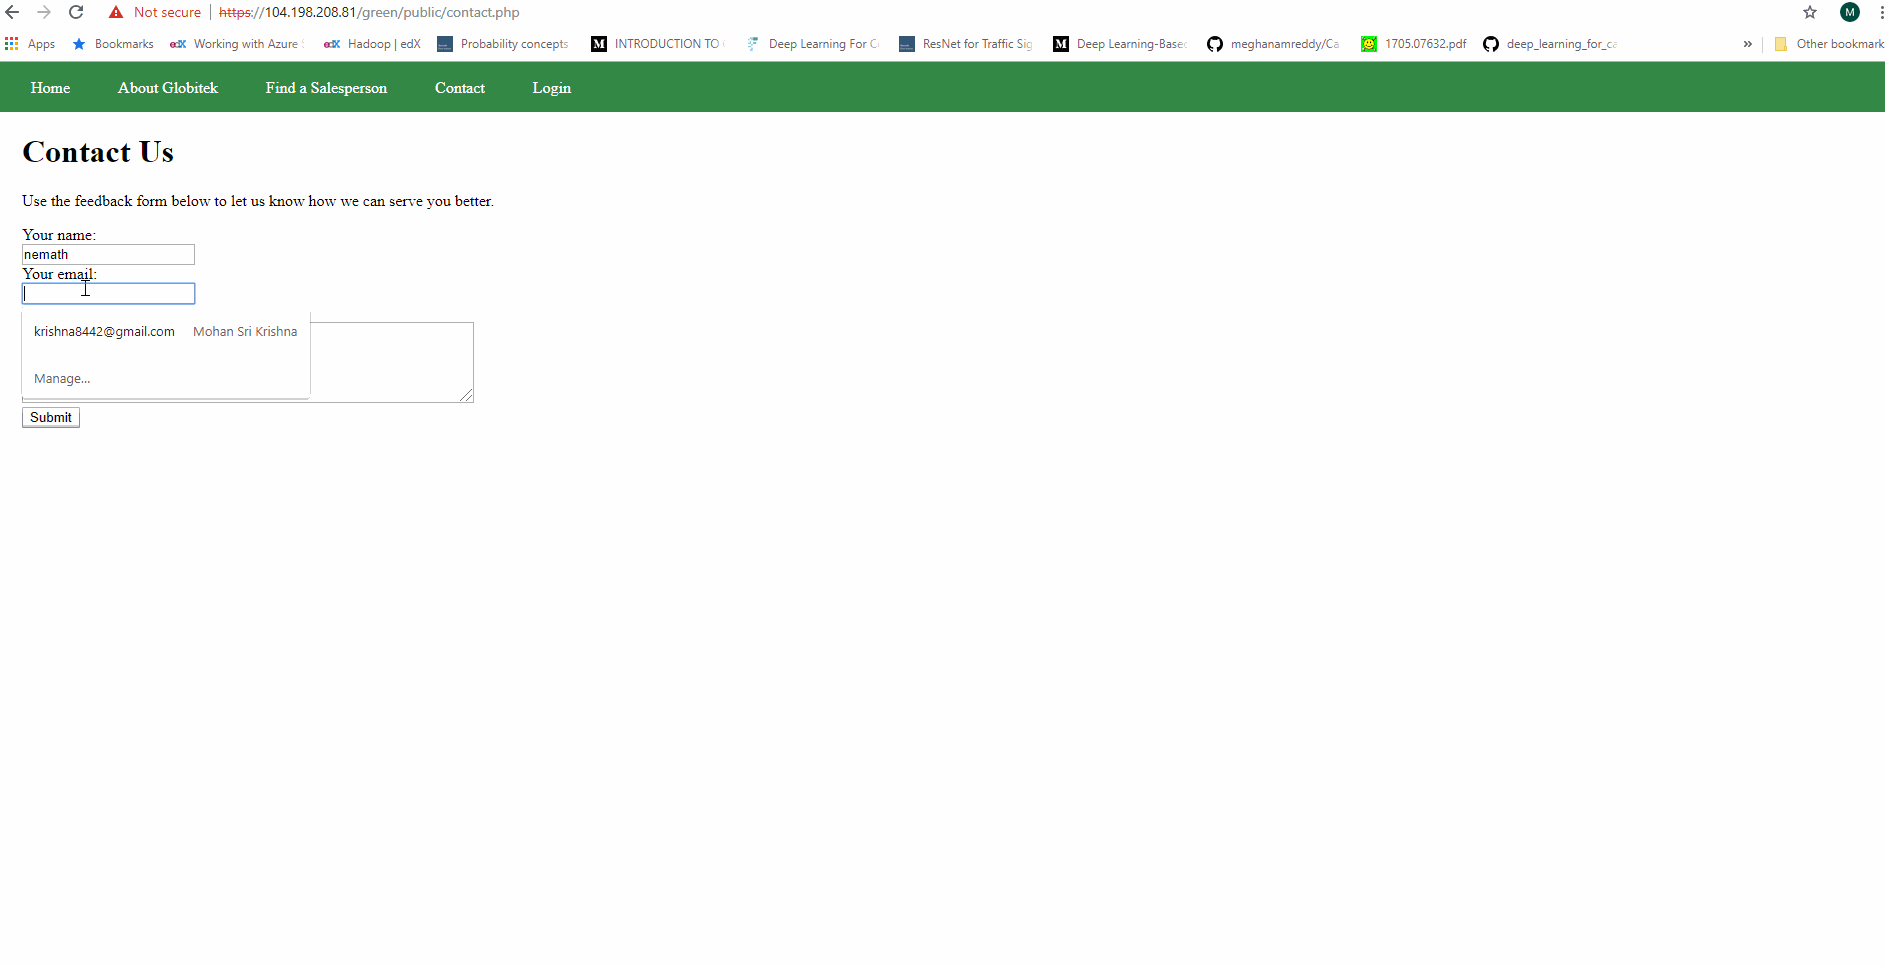 Not secure https://104.198.208.81/green/public/contact.php M
Apps Bookmarks Working with Azure Hadoop | edX Probability concepts M INTRODUCTION TO Deep Learning For ResNet for Traffic Sig M Deep Learning-Based meghanamreddy/Ca 1705.07632.pdf deep_learning_for_ca » Other bookmark
Home About Globitek Find a Salesperson Contact Login
Contact Us
Use the feedback form below to let us know how we can serve you better.
Your name:
nemath
Your email:
krishna8442@gmail.com Mohan Sri Krishna
Manage...
Submit